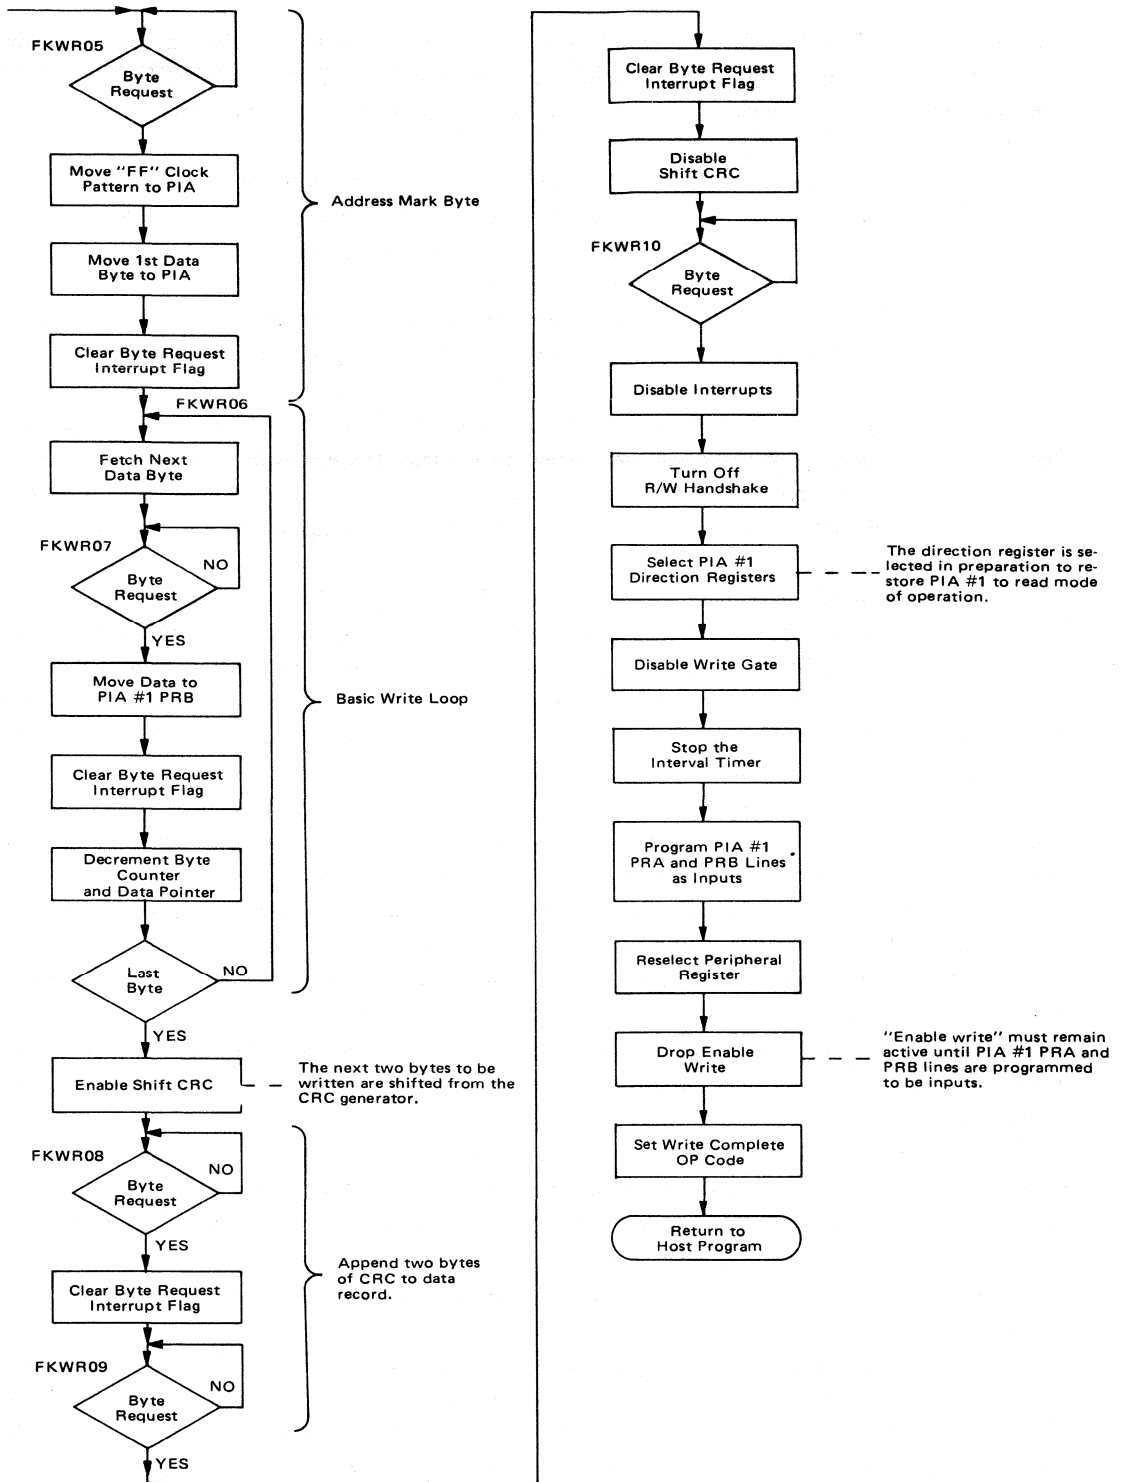 FKWR05
Byte
Request
Move "FF" Clock
Pattern to PIA
Move 1st Data
Byte to PIA
Clear Byte Request
Interrupt Flag
Address Mark Byte
FKWR06
Fetch Next
Data Byte
FKWR07
NO
Byte
Request
YES
Move Data to
PIA #1 PRB
Clear Byte Request
Interrupt Flag
Decrement Byte
Counter
and Data Pointer
Last
Byte
NO
Basic Write Loop
YES
Enable Shift CRC
The next two bytes to be
written are shifted from the
CRC generator.
FKWR08
NO
Byte
Request
YES
Clear Byte Request
Interrupt Flag
FKWR09
NO
Byte
Request
YES
Append two bytes
of CRC to data
record.
Clear Byte Request
Interrupt Flag
Disable
Shift CRC
FKWR10
Byte
Request
Disable Interrupts
Turn Off
R/W Handshake
Select PIA #1
Direction Registers
The direction register is se-
lected in preparation to re-
store PIA #1 to read mode
of operation.
Disable Write Gate
Stop the
Interval Timer
Program PIA #1
PRA and PRB Lines
as Inputs
Reselect Peripheral
Register
Drop Enable
Write
"Enable write" must remain
active until PIA #1 PRA and
PRB lines are programmed
to be inputs.
Set Write Complete
OP Code
Return to
Host Program